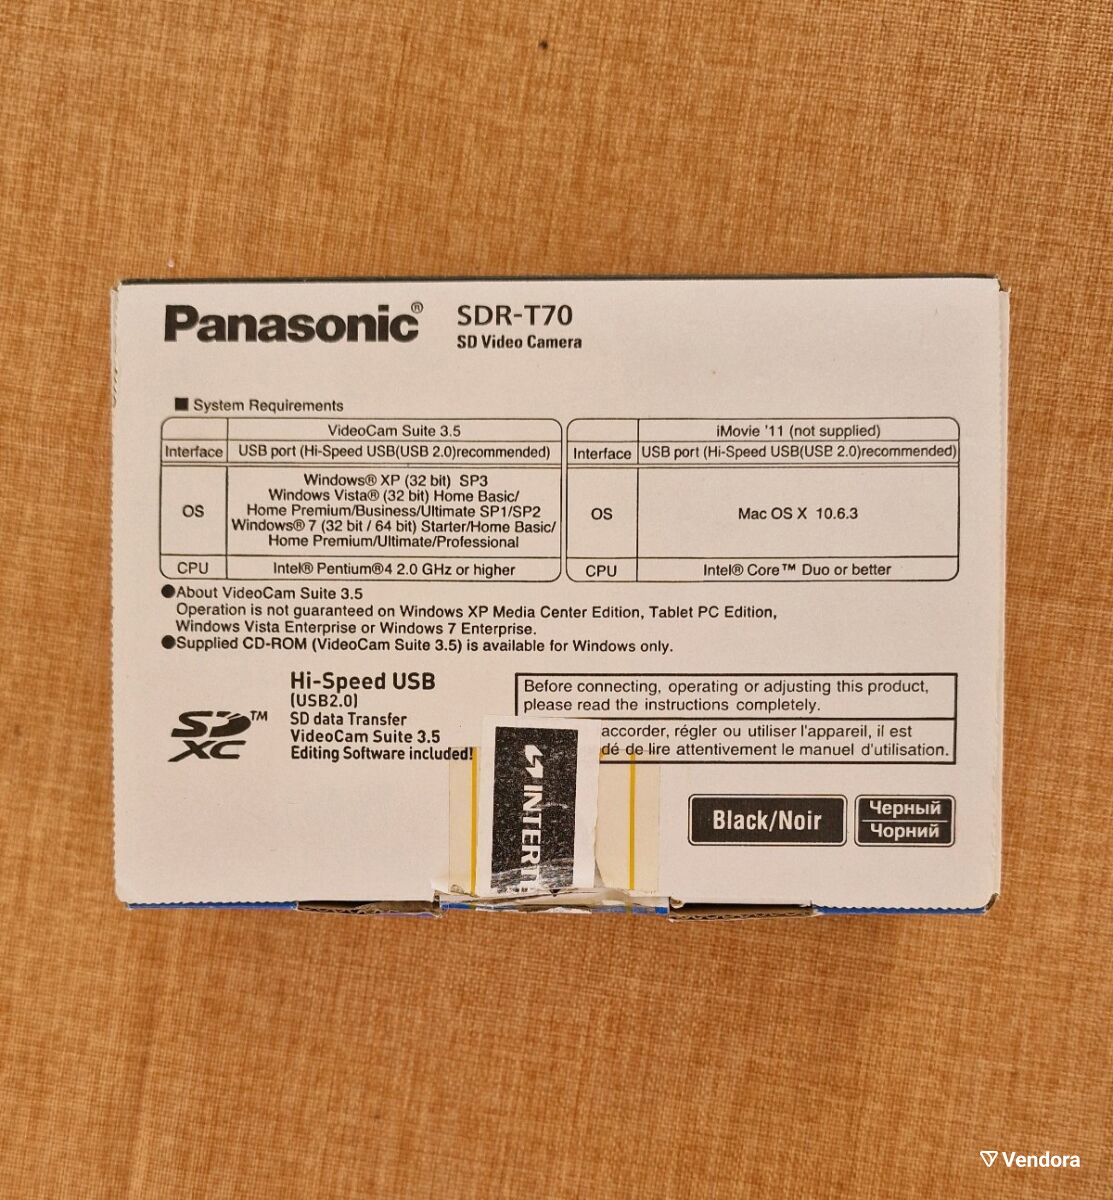 Panasonic® SDR-T70
SD Video Camera
■ System Requirements
VideoCam Suite 3.5
Interface USB port (Hi-Speed USB(USB 2.0)recommended)
OS Windows® XP (32 bit) SP3
Windows Vista® (32 bit) Home Basic/
Home Premium/Business/Ultimate SP1/SP2
Windows® 7 (32 bit / 64 bit) Starter/Home Basic/
Home Premium/Ultimate/Professional
CPU Intel® Pentium®4 2.0 GHz or higher
iMovie '11 (not supplied)
Interface USB port (Hi-Speed USB(USB 2.0)recommended)
OS Mac OS X 10.6.3
CPU Intel® Core™ Duo or better
●About VideoCam Suite 3.5
Operation is not guaranteed on Windows XP Media Center Edition, Tablet PC Edition,
Windows Vista Enterprise or Windows 7 Enterprise.
●Supplied CD-ROM (VideoCam Suite 3.5) is available for Windows only.
SD™
XC
Hi-Speed USB
(USB2.0)
SD data Transfer
VideoCam Suite 3.5
Editing Software included!
Before connecting, operating or adjusting this product,
please read the instructions completely.
accorder, régler ou utiliser l'appareil, il est
dé de lire attentivement le manuel d'utilisation.
INTER
Black/Noir
Черный
Чорний
Vendora